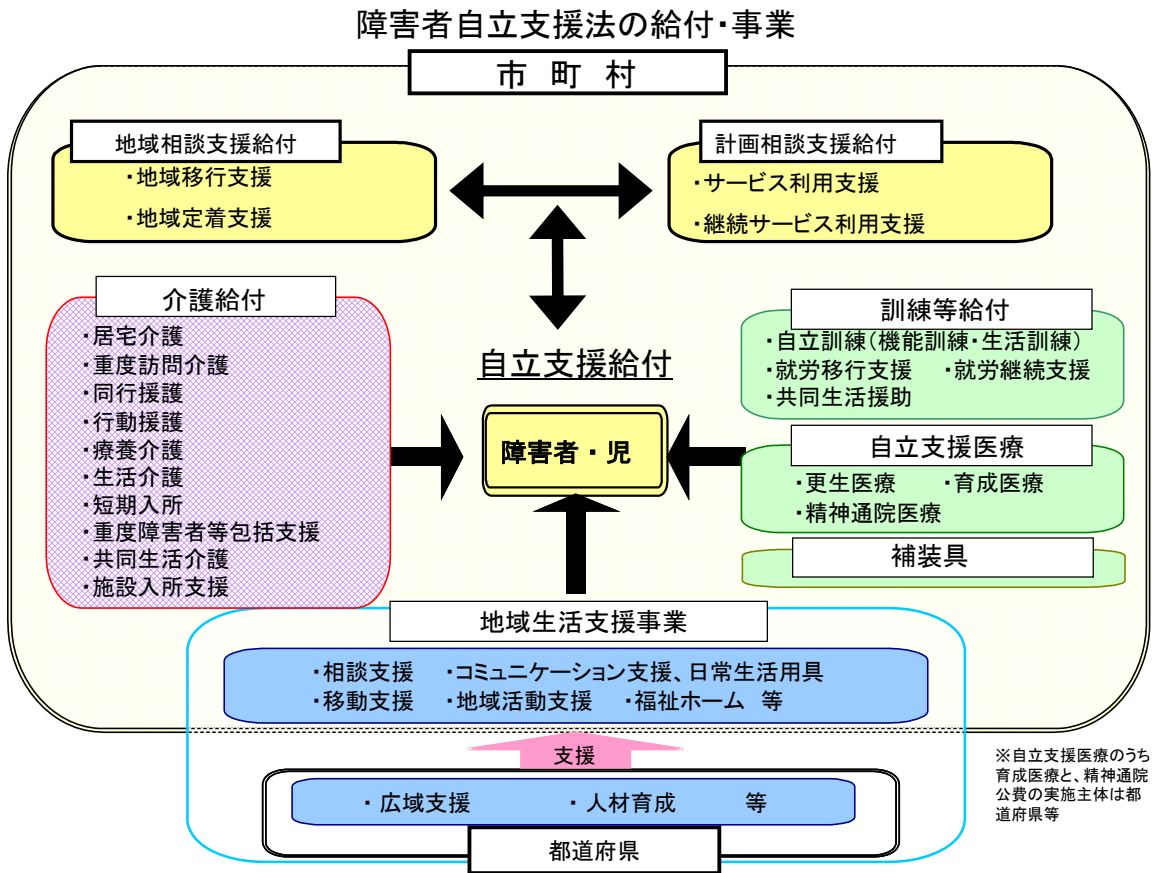 障害者自立支援法の給付・事業
市 町 村
地域相談支援給付
・地域移行支援
・地域定着支援
計画相談支援給付
・サービス利用支援
・継続サービス利用支援
介護給付
・居宅介護
・重度訪問介護
・同行援護
・行動援護
・療養介護
・生活介護
・短期入所
・重度障害者等包括支援
・共同生活介護
・施設入所支援
自立支援給付
障害者・児
訓練等給付
・自立訓練(機能訓練・生活訓練)
・就労移行支援 ・就労継続支援
・共同生活援助
自立支援医療
・更生医療 ・育成医療
・精神通院医療
補装具
地域生活支援事業
・相談支援 ・コミュニケーション支援、日常生活用具
・移動支援 ・地域活動支援 ・福祉ホーム 等
支援
・広域支援 ・人材育成 等
都道府県
※自立支援医療のうち
育成医療と、精神通院
公費の実施主体は都
道府県等